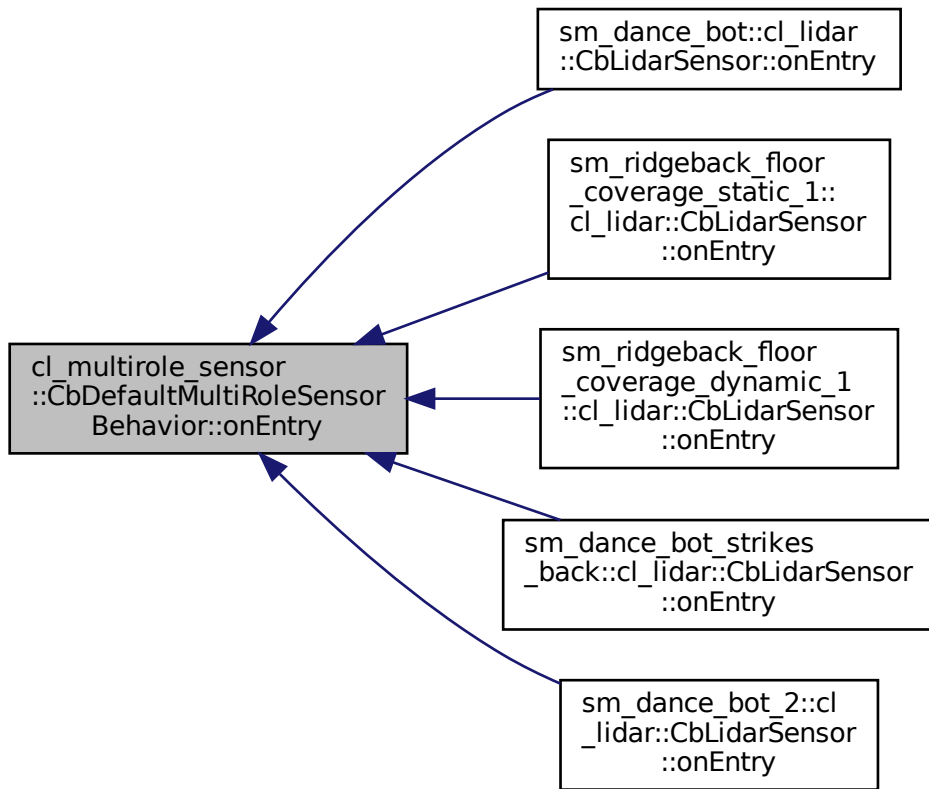 sm_dance_bot::cl_lidar
::CbLidarSensor::onEntry
sm_ridgeback_floor
_coverage_static_1::
cl_lidar::CbLidarSensor
::onEntry
cl_multirole_sensor
::CbDefaultMultiRoleSensor
Behavior::onEntry
sm_ridgeback_floor
_coverage_dynamic_1
::cl_lidar::CbLidarSensor
::onEntry
sm_dance_bot_strikes
_back::cl_lidar::CbLidarSensor
::onEntry
sm_dance_bot_2::cl
_lidar::CbLidarSensor
::onEntry